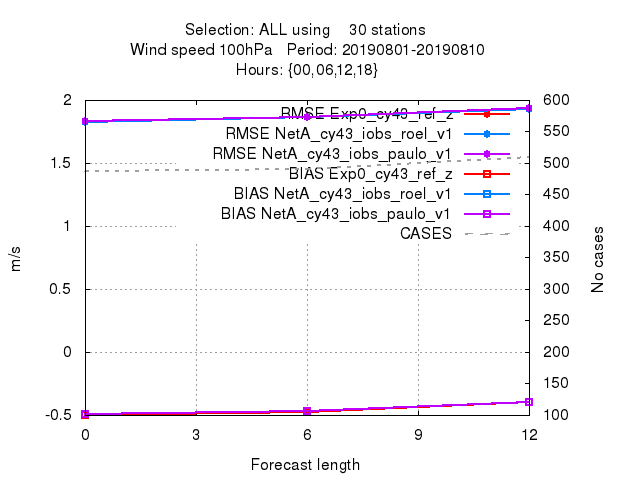 Selection: ALL using 30 stations
Wind speed 100hPa Period: 20190801-20190810
Hours: {00,06,12,18}
2
1.5
1
0.5
0
-0.5
m/s
RMSE Exp0_cy43_ref_z
RMSE NetA_cy43_iobs_roel_v1
RMSE NetA_cy43_iobs_paulo_v1
BIAS Exp0_cy43_ref_z
BIAS NetA_cy43_iobs_roel_v1
BIAS NetA_cy43_iobs_paulo_v1
CASES
600
550
500
450
400
350
300
250
200
150
100
No cases
0 3 6 9 12
Forecast length